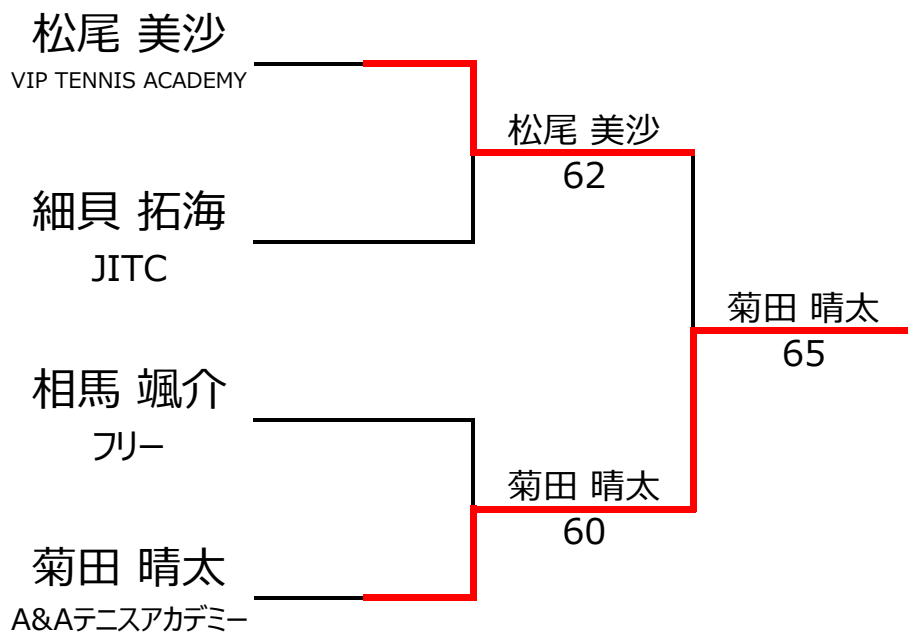 松尾 美沙
VIP TENNIS ACADEMY
松尾 美沙
62
細貝 拓海
JITC
菊田 晴太
65
相馬 颯介
フリー
菊田 晴太
60
菊田 晴太
A&Aテニスアカデミー